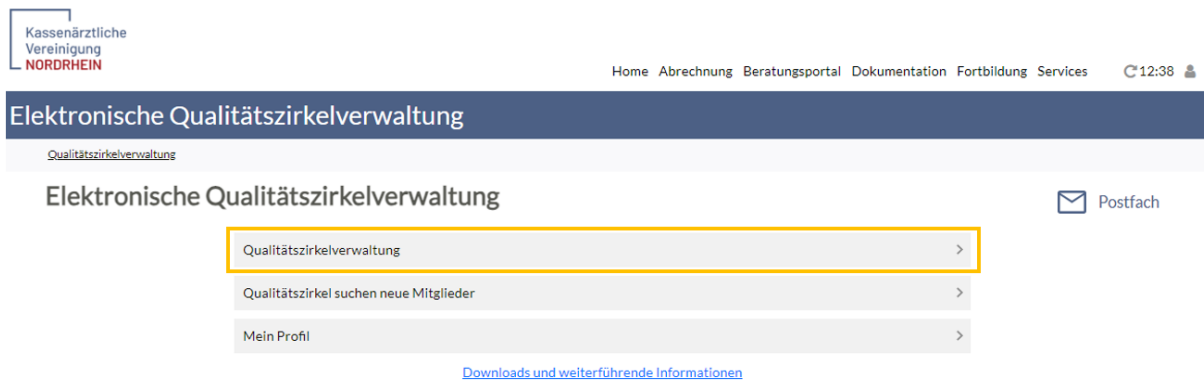 Kassenärztliche
Vereinigung
NORDRHEIN
Home Abrechnung Beratungsportal Dokumentation Fortbildung Services 12:38
Elektronische Qualitätszirkelverwaltung
Qualitätszirkelverwaltung
Elektronische Qualitätszirkelverwaltung
Postfach
Qualitätszirkelverwaltung
Qualitätszirkel suchen neue Mitglieder
Mein Profil
Downloads und weiterführende Informationen